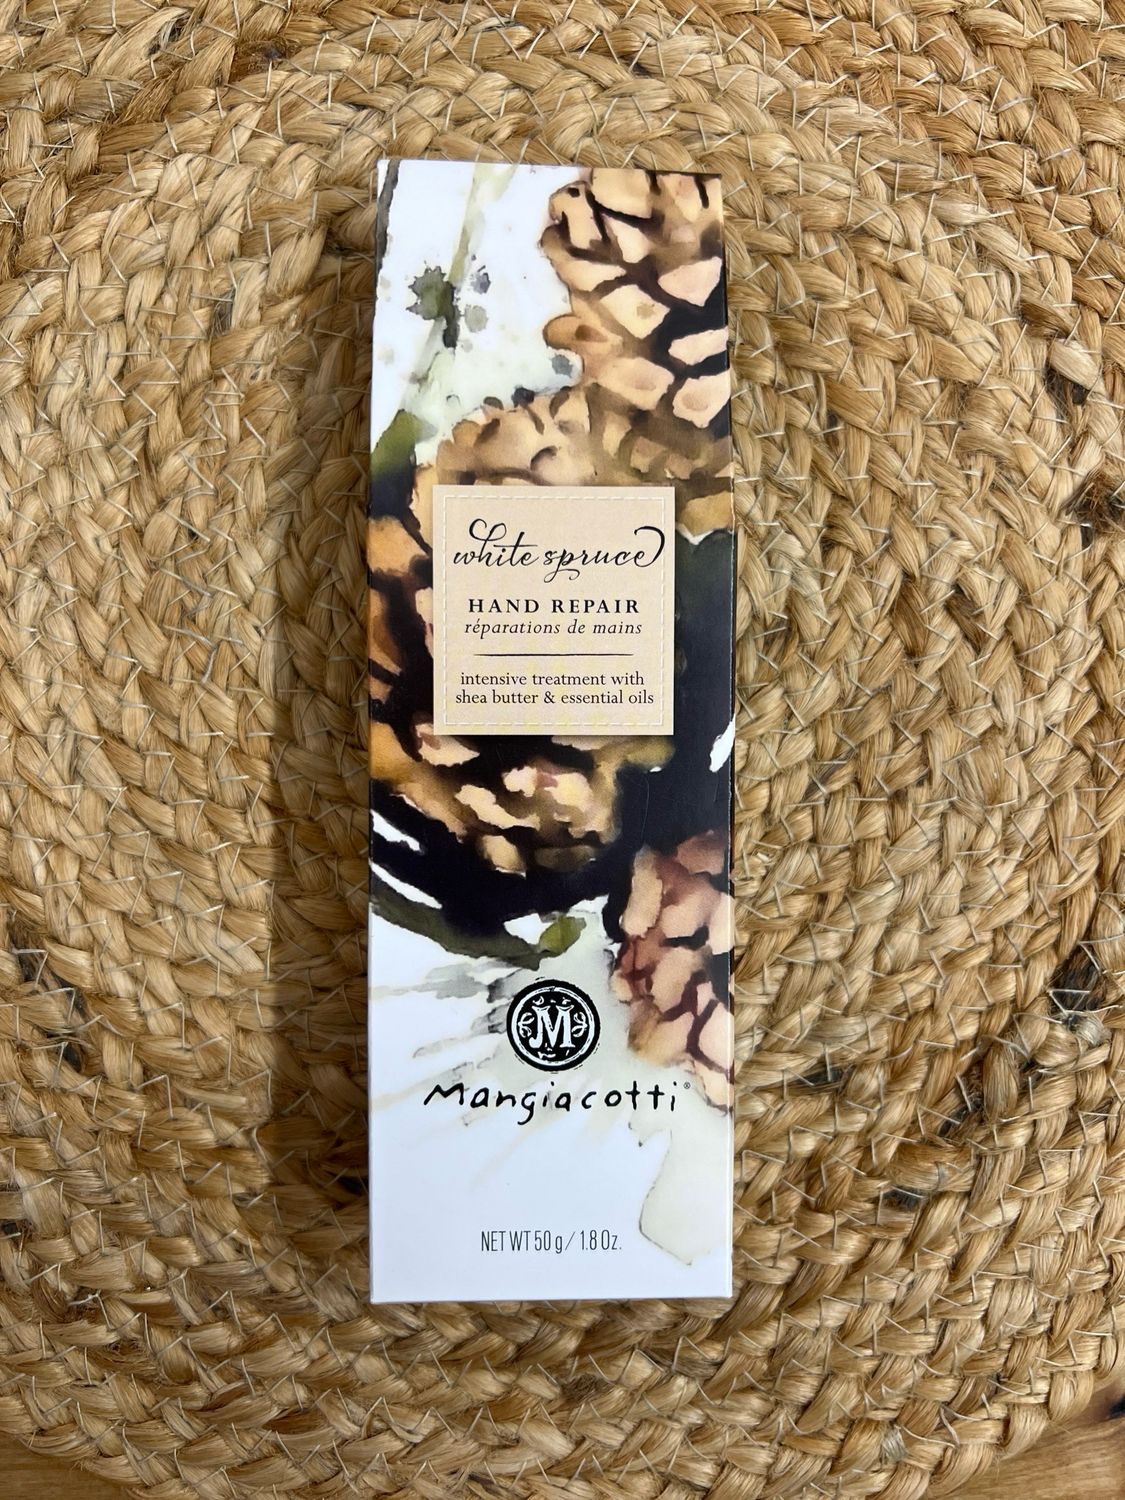 white spruce
HAND REPAIR
réparations de mains
intensive treatment with
shea butter & essential oils
M
Mangiacotti®
NET WT 50 g / 1.8 Oz.